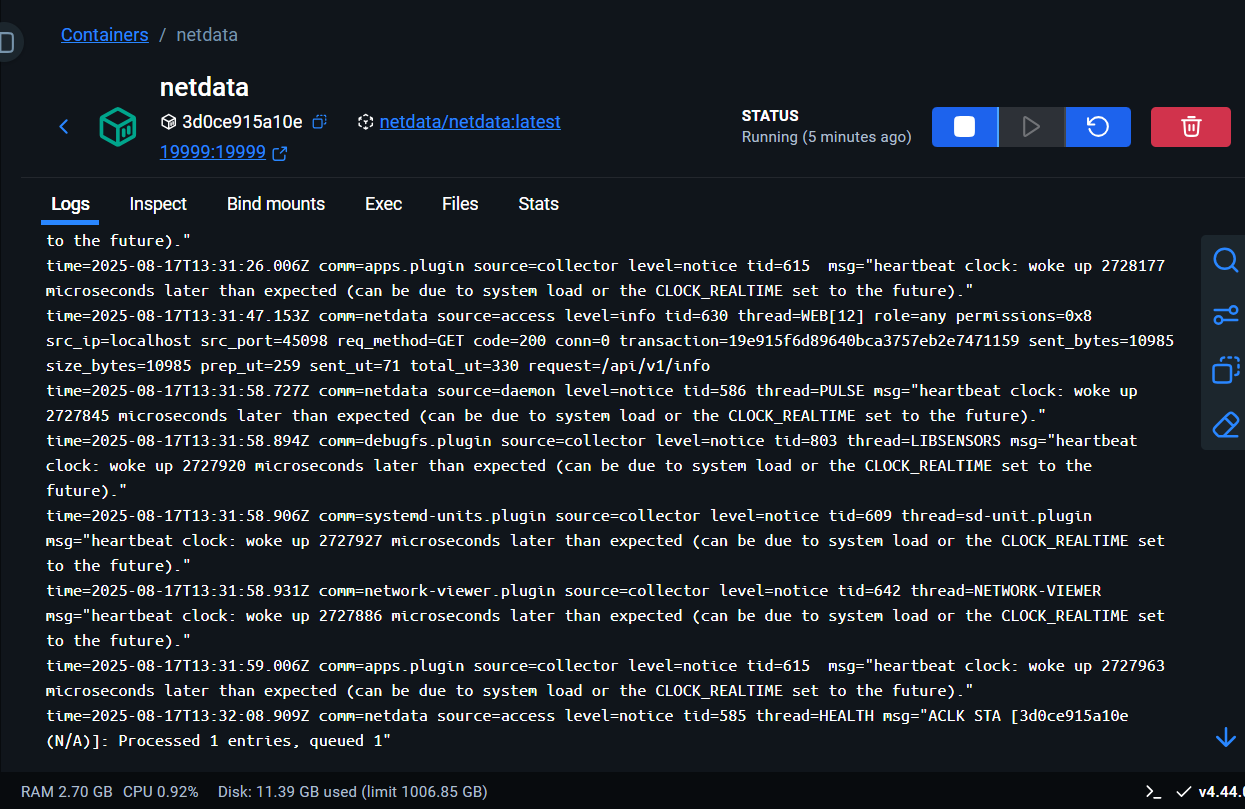 Containers / netdata
netdata
3d0ce915a10e netdata/netdata:latest
19999:19999
STATUS
Running (5 minutes ago)
Logs Inspect Bind mounts Exec Files Stats
to the future)."
time=2025-08-17T13:31:26.006Z comm=apps.plugin source=collector level=notice tid=615  msg="heartbeat clock: woke up 2728177
microseconds later than expected (can be due to system load or the CLOCK_REALTIME set to the future)."
time=2025-08-17T13:31:47.153Z comm=netdata source=access level=info tid=630 thread=WEB[12] role=any permissions=0x8
src_ip=localhost src_port=45098 req_method=GET code=200 conn=0 transaction=19e915f6d89640bca3757eb2e7471159 sent_bytes=10985
size_bytes=10985 prep_ut=259 sent_ut=71 total_ut=330 request=/api/v1/info
time=2025-08-17T13:31:58.727Z comm=netdata source=daemon level=notice tid=586 thread=PULSE msg="heartbeat clock: woke up
2727845 microseconds later than expected (can be due to system load or the CLOCK_REALTIME set to the future)."
time=2025-08-17T13:31:58.894Z comm=debugfs.plugin source=collector level=notice tid=803 thread=LIBSENSORS msg="heartbeat
clock: woke up 2727920 microseconds later than expected (can be due to system load or the CLOCK_REALTIME set to the
future)."
time=2025-08-17T13:31:58.906Z comm=systemd-units.plugin source=collector level=notice tid=609 thread=sd-unit.plugin
msg="heartbeat clock: woke up 2727927 microseconds later than expected (can be due to system load or the CLOCK_REALTIME set
to the future)."
time=2025-08-17T13:31:58.931Z comm=network-viewer.plugin source=collector level=notice tid=642 thread=NETWORK-VIEWER
msg="heartbeat clock: woke up 2727886 microseconds later than expected (can be due to system load or the CLOCK_REALTIME set
to the future)."
time=2025-08-17T13:31:59.006Z comm=apps.plugin source=collector level=notice tid=615  msg="heartbeat clock: woke up 2727963
microseconds later than expected (can be due to system load or the CLOCK_REALTIME set to the future)."
time=2025-08-17T13:32:08.909Z comm=netdata source=access level=notice tid=585 thread=HEALTH msg="ACLK STA [3d0ce915a10e
(N/A)]: Processed 1 entries, queued 1"
RAM 2.70 GB CPU 0.92% Disk: 11.39 GB used (limit 1006.85 GB) v4.44.